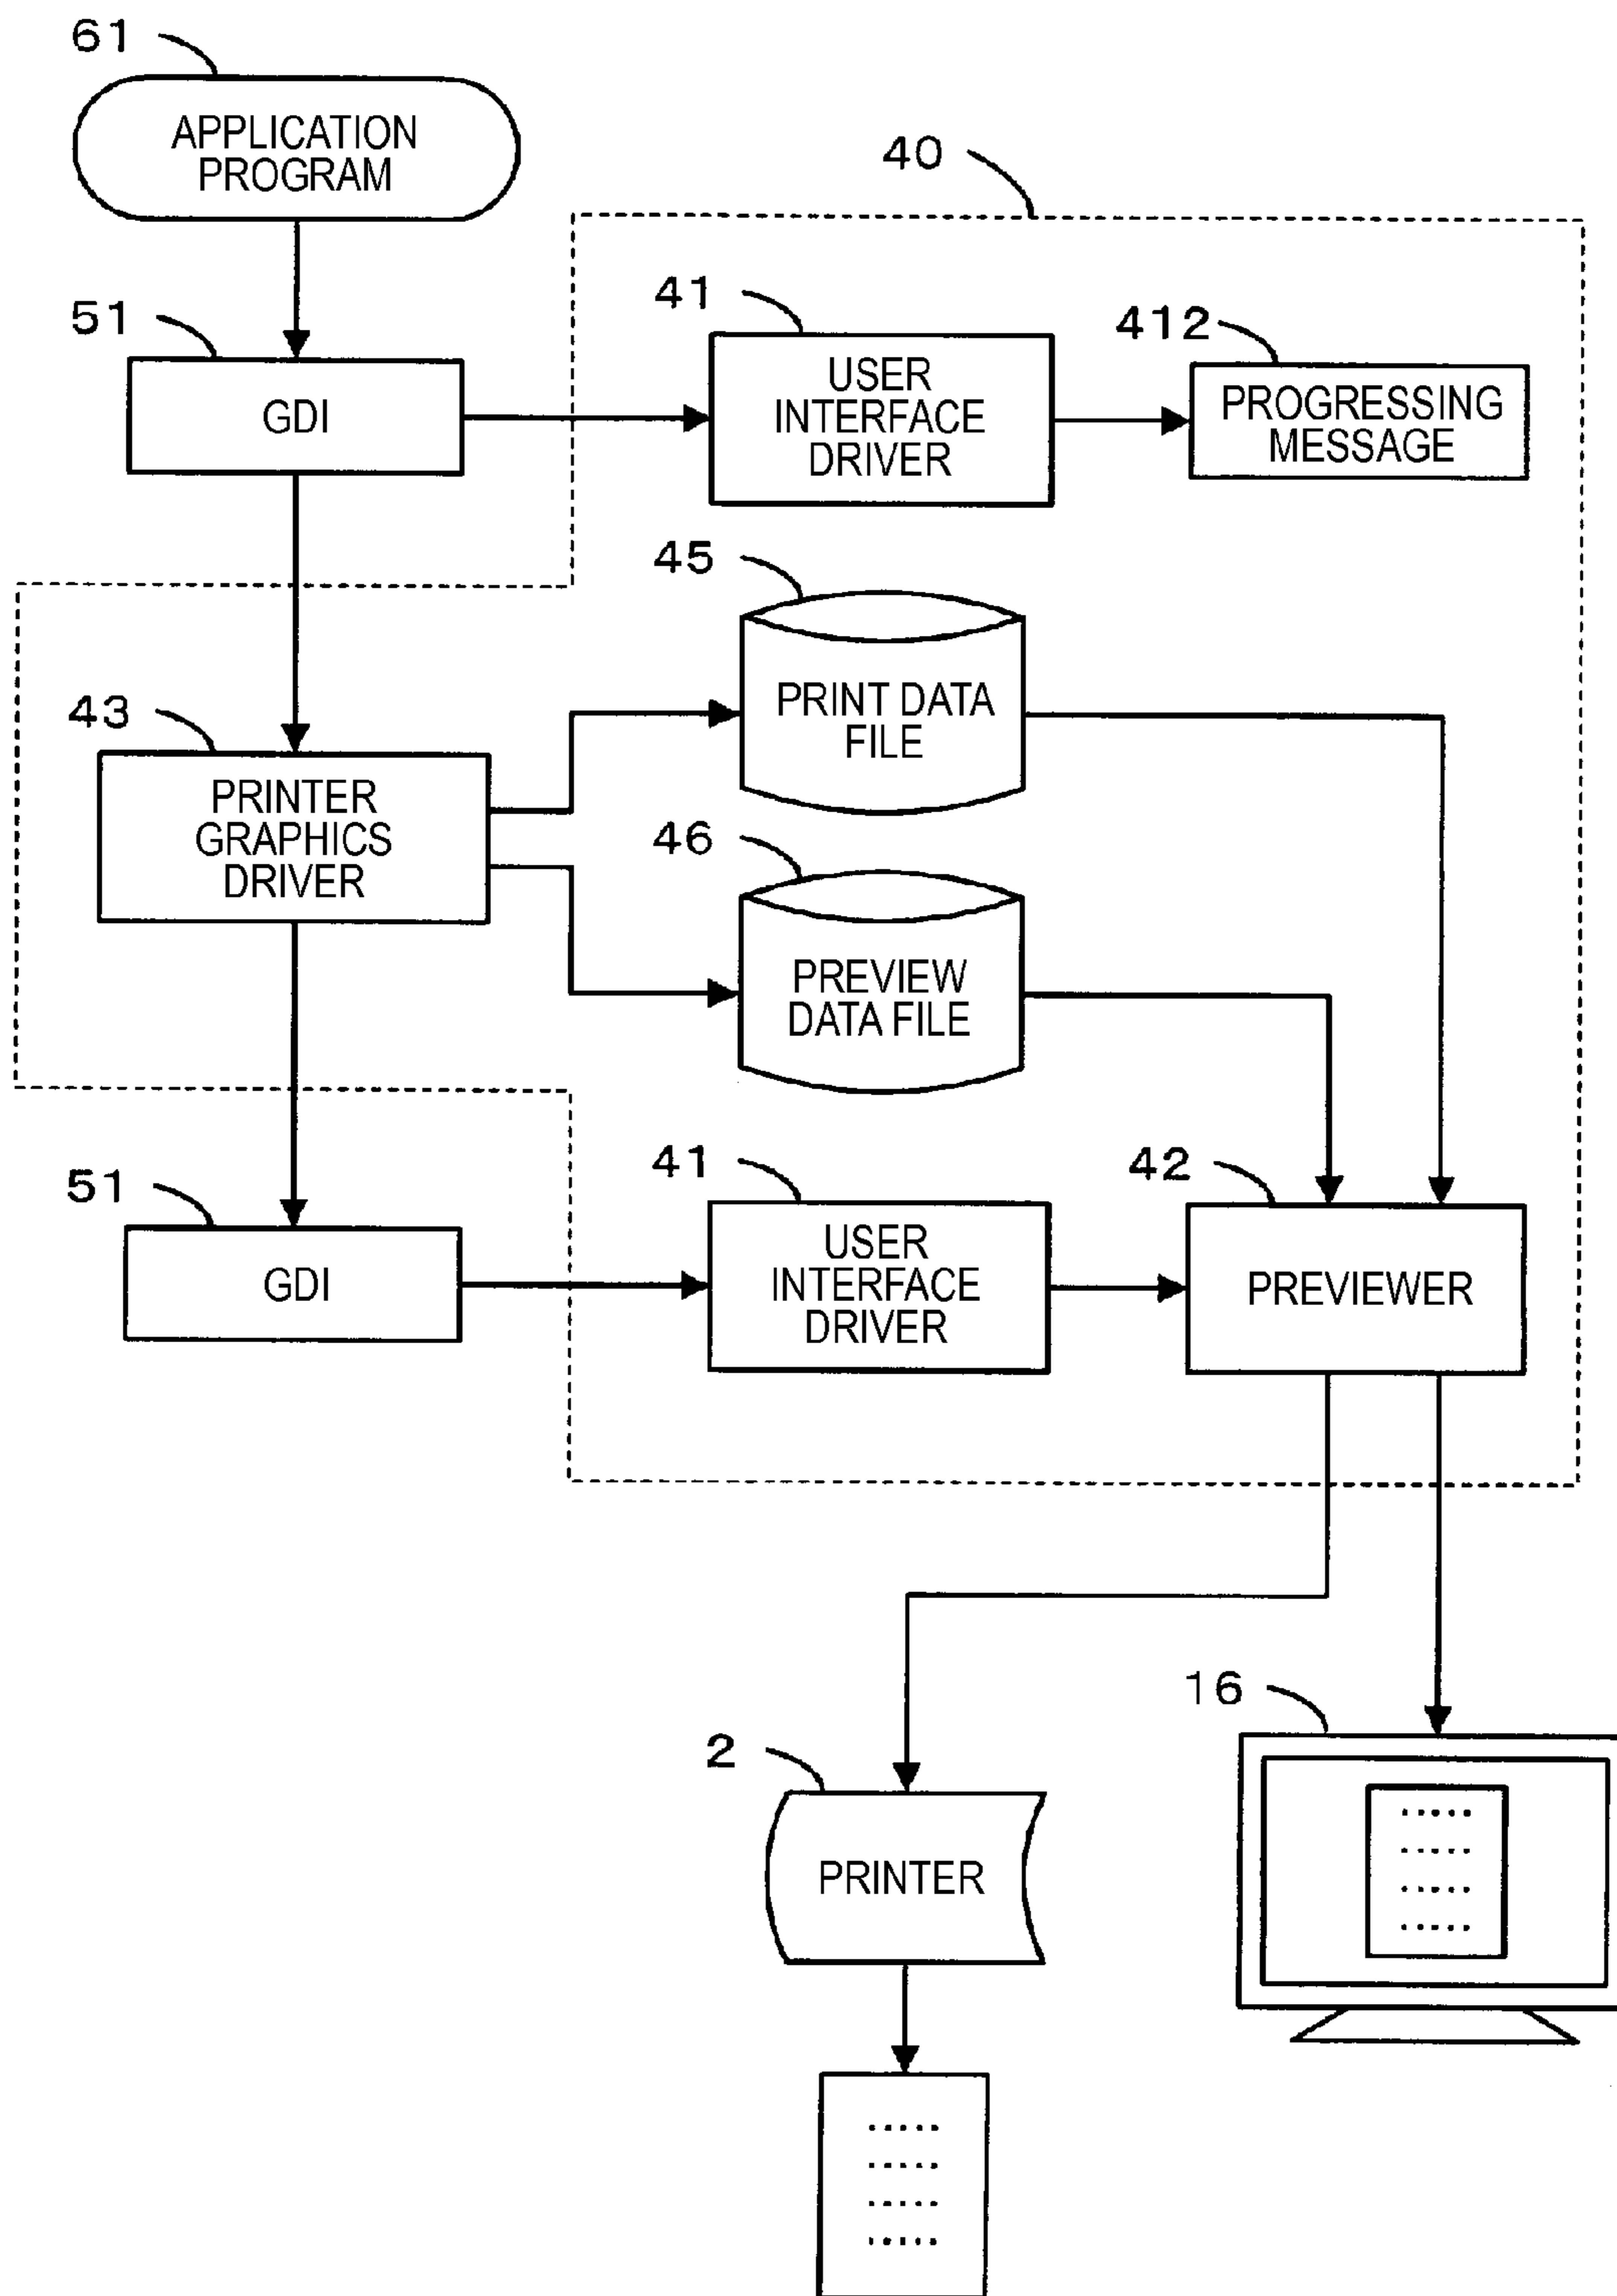 61
APPLICATION
PROGRAM
40
51
GDI
41
USER
INTERFACE
DRIVER
412
PROGRESSING
MESSAGE
43
PRINTER
GRAPHICS
DRIVER
45
PRINT DATA
FILE
46
PREVIEW
DATA FILE
51
GDI
41
USER
INTERFACE
DRIVER
42
PREVIEWER
2
PRINTER
16